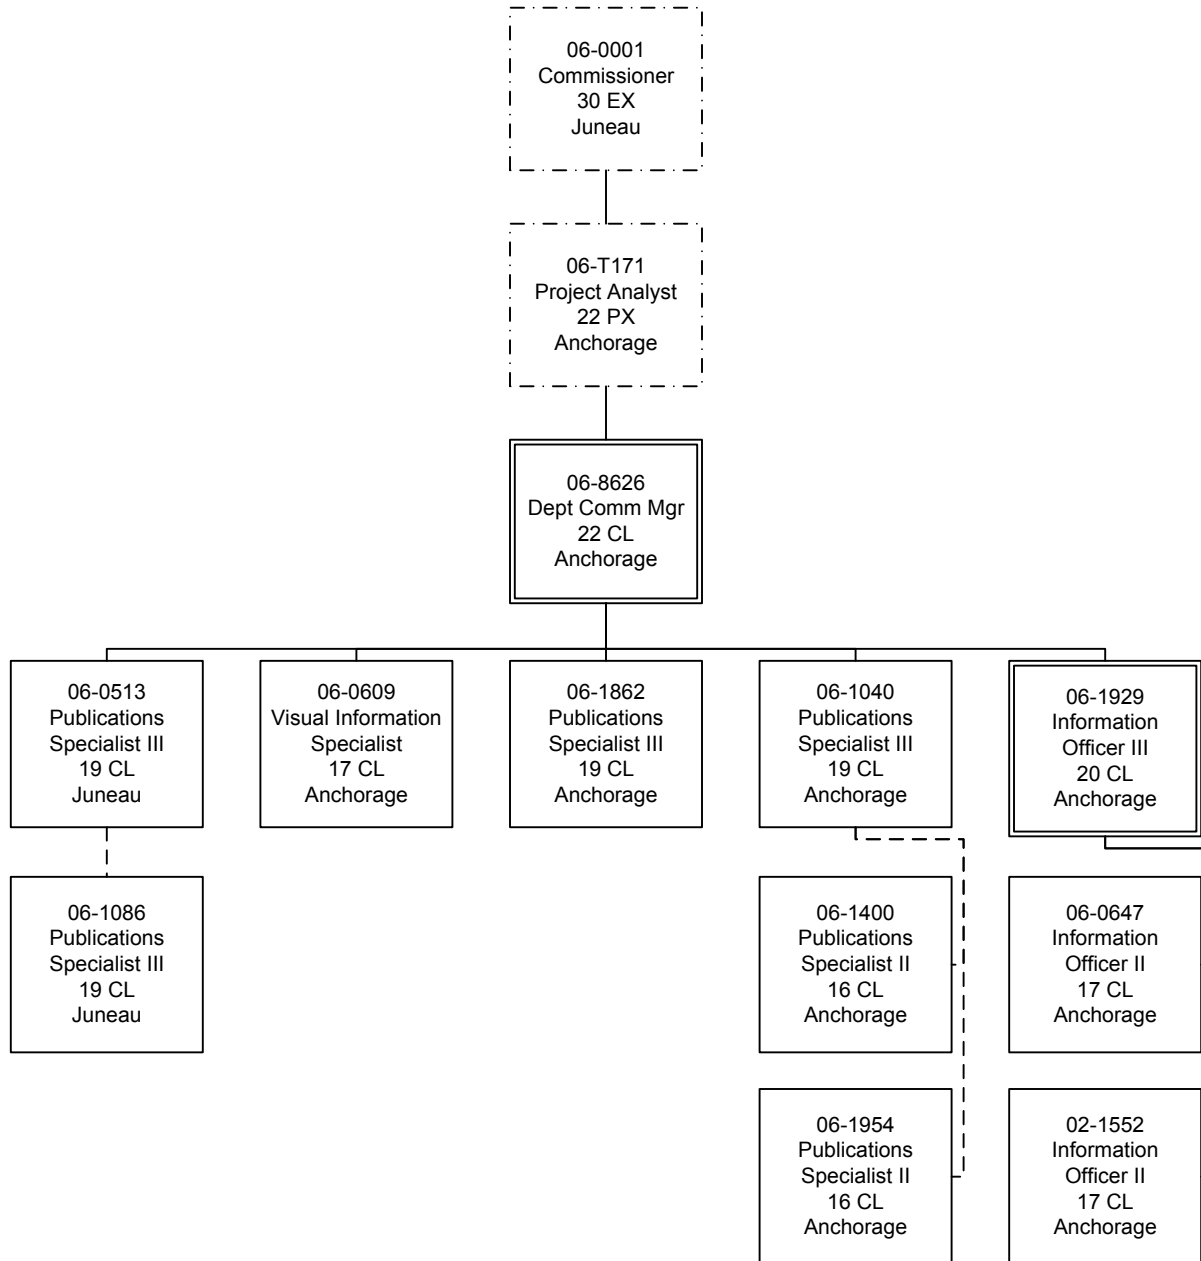 06-0001
Commissioner
30 EX
Juneau
06-T171
Project Analyst
22 PX
Anchorage
06-8626
Dept Comm Mgr
22 CL
Anchorage
06-0513
Publications
Specialist III
19 CL
Juneau
06-0609
Visual Information
Specialist
17 CL
Anchorage
06-1862
Publications
Specialist III
19 CL
Anchorage
06-1040
Publications
Specialist III
19 CL
Anchorage
06-1929
Information
Officer III
20 CL
Anchorage
06-1086
Publications
Specialist III
19 CL
Juneau
06-1400
Publications
Specialist II
16 CL
Anchorage
06-0647
Information
Officer II
17 CL
Anchorage
06-1954
Publications
Specialist II
16 CL
Anchorage
02-1552
Information
Officer II
17 CL
Anchorage